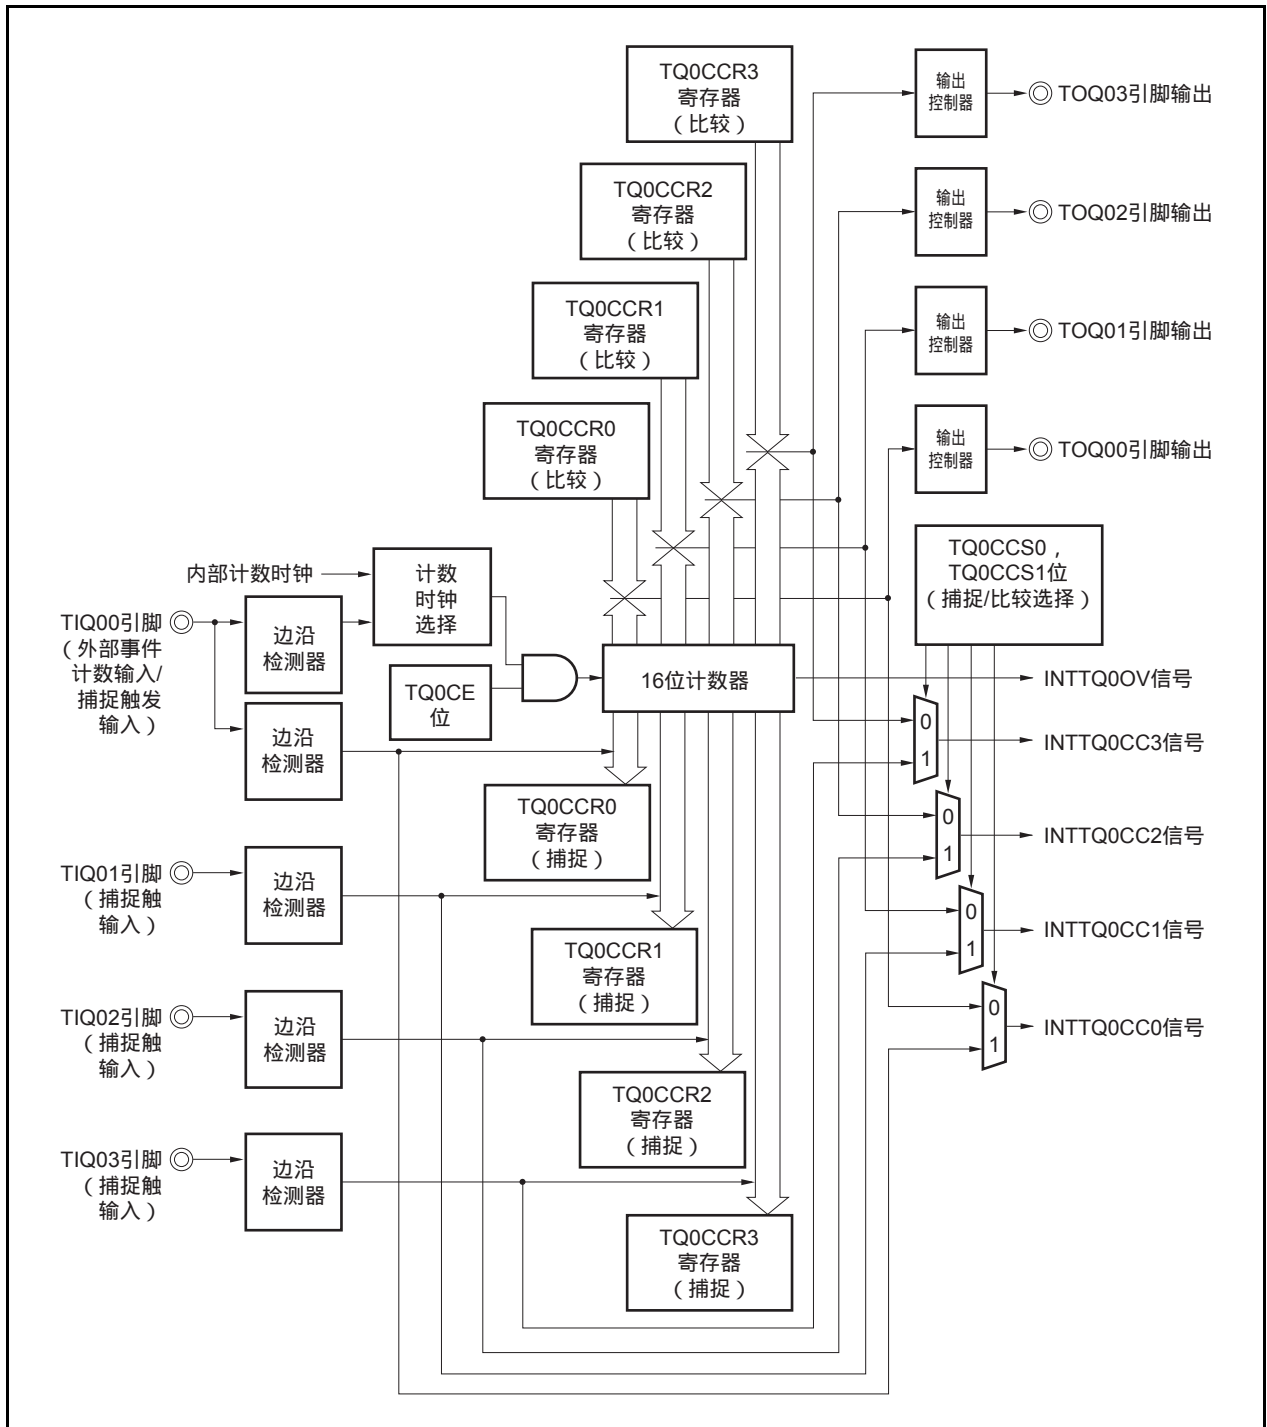 TQ0CCR3
寄存器
（比较）
输出
控制器
TOQ03引脚输出
TQ0CCR2
寄存器
（比较）
输出
控制器
TOQ02引脚输出
TQ0CCR1
寄存器
（比较）
输出
控制器
TOQ01引脚输出
TQ0CCR0
寄存器
（比较）
输出
控制器
TOQ00引脚输出
TQ0CCS0，
TQ0CCS1位
（捕捉/比较选择）
内部计数时钟
计数
时钟
选择
TIQ00引脚
（外部事件
计数输入/
捕捉触发
输入）
边沿
检测器
TQ0CE
位
16位计数器
INTTQ0OV信号
边沿
检测器
0
1
INTTQ0CC3信号
TQ0CCR0
寄存器
（捕捉）
0
1
INTTQ0CC2信号
TIQ01引脚
（捕捉触
输入）
边沿
检测器
0
1
INTTQ0CC1信号
TQ0CCR1
寄存器
（捕捉）
TIQ02引脚
（捕捉触
输入）
边沿
检测器
0
1
INTTQ0CC0信号
TQ0CCR2
寄存器
（捕捉）
TIQ03引脚
（捕捉触
输入）
边沿
检测器
TQ0CCR3
寄存器
（捕捉）